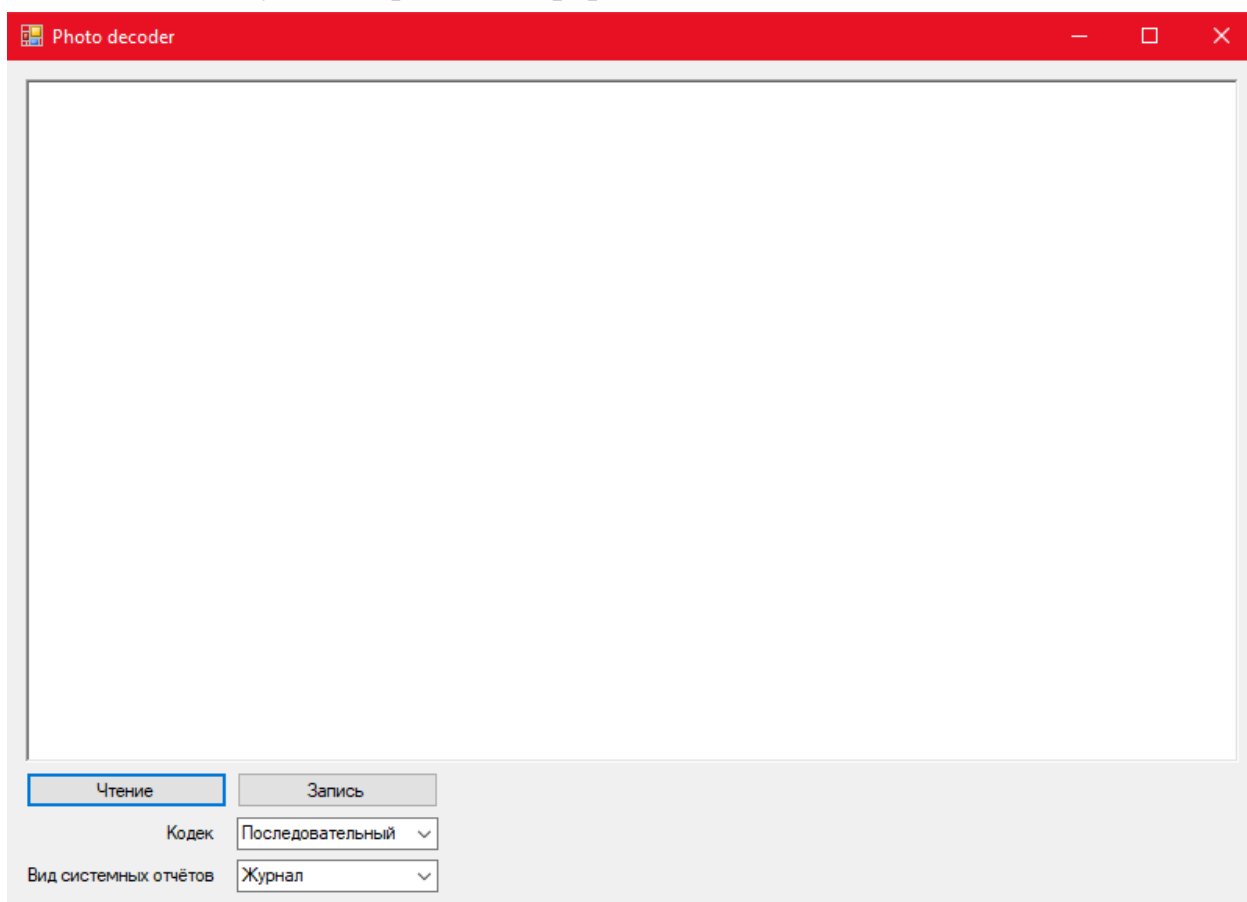 Photo decoder
Чтение
Запись
Кодек
Последовательный
Вид системных отчётов
Журнал